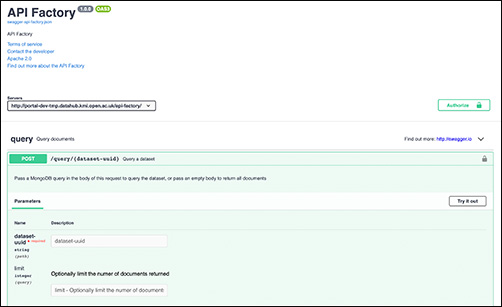 API Factory 1.0.0 OAS3
swagger-api-factory.json
API Factory
Terms of service
Contact the developer
Apache 2.0
Find out more about the API Factory
Servers
http://portal-dev-tmp.datahub.kmi.open.ac.uk/api-factory/
Authorize
query Query documents
Find out more: http://swagger.io
POST /query/{dataset-uuid} Query a dataset
Pass a MongoDB query in the body of this request to query the dataset, or pass an empty body to return all documents
Parameters
Try it out
Name Description
dataset-
uuid * required
string
(path)
dataset-uuid
limit
integer
(query)
Optionally limit the numer of documents returned
limit - Optionally limit the numer of document